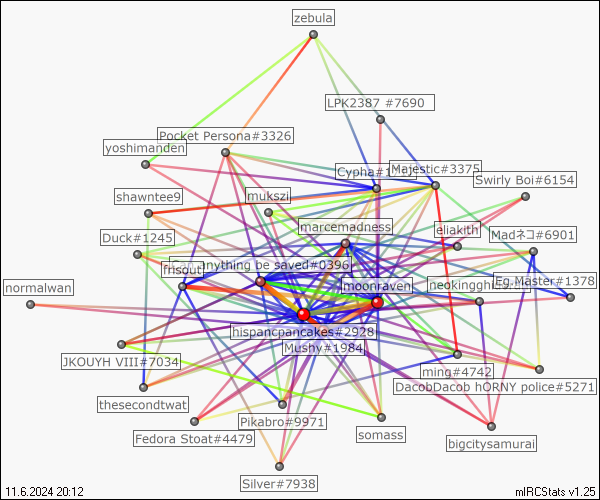 zebula
LPK2387 #7690
Pocket Persona#3326
yoshimanden
Majestic#3375
Cypha#1
Swirly Boi#6154
shawntee9
mukszi
marcemadness
eliakith
Duck#1245
Madネコ#6901
frisout
anything be saved#0396
Eg.Master#1378
normalwan
moonraven
hispancpancakes#2928
Mushy#1984
JKOUYH VIII#7034
ming#4742
DacobDacob hORNY police#5271
thesecondtwat
Pikabro#9971
somass
Fedora Stoat#4479
bigcitysamurai
Silver#7938
11.6.2024 20:12
mIRCStats v1.25